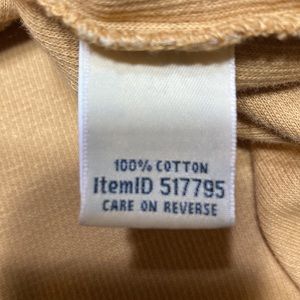 100% COTTON
ItemID 517795
CARE ON REVERSE